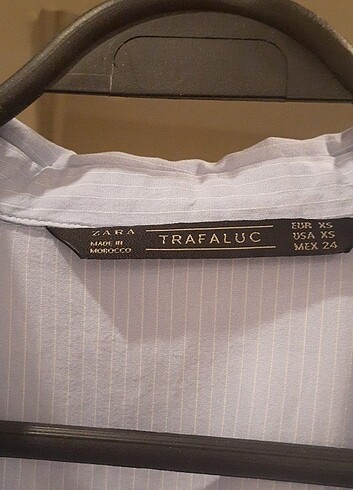 ZARA
MADE IN
MOROCCO
TRAFALUC
EUR XS
USA XS
MEX 24